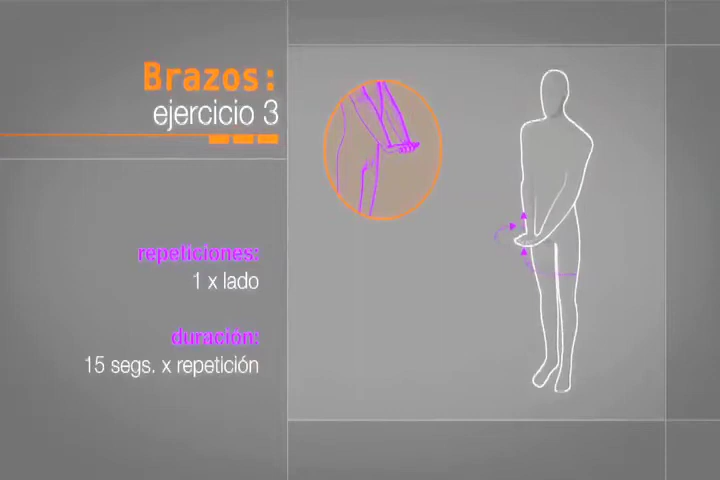 Brazos:
ejercicio 3
repeticiones:
1 x lado
duración:
15 segs. x repetición